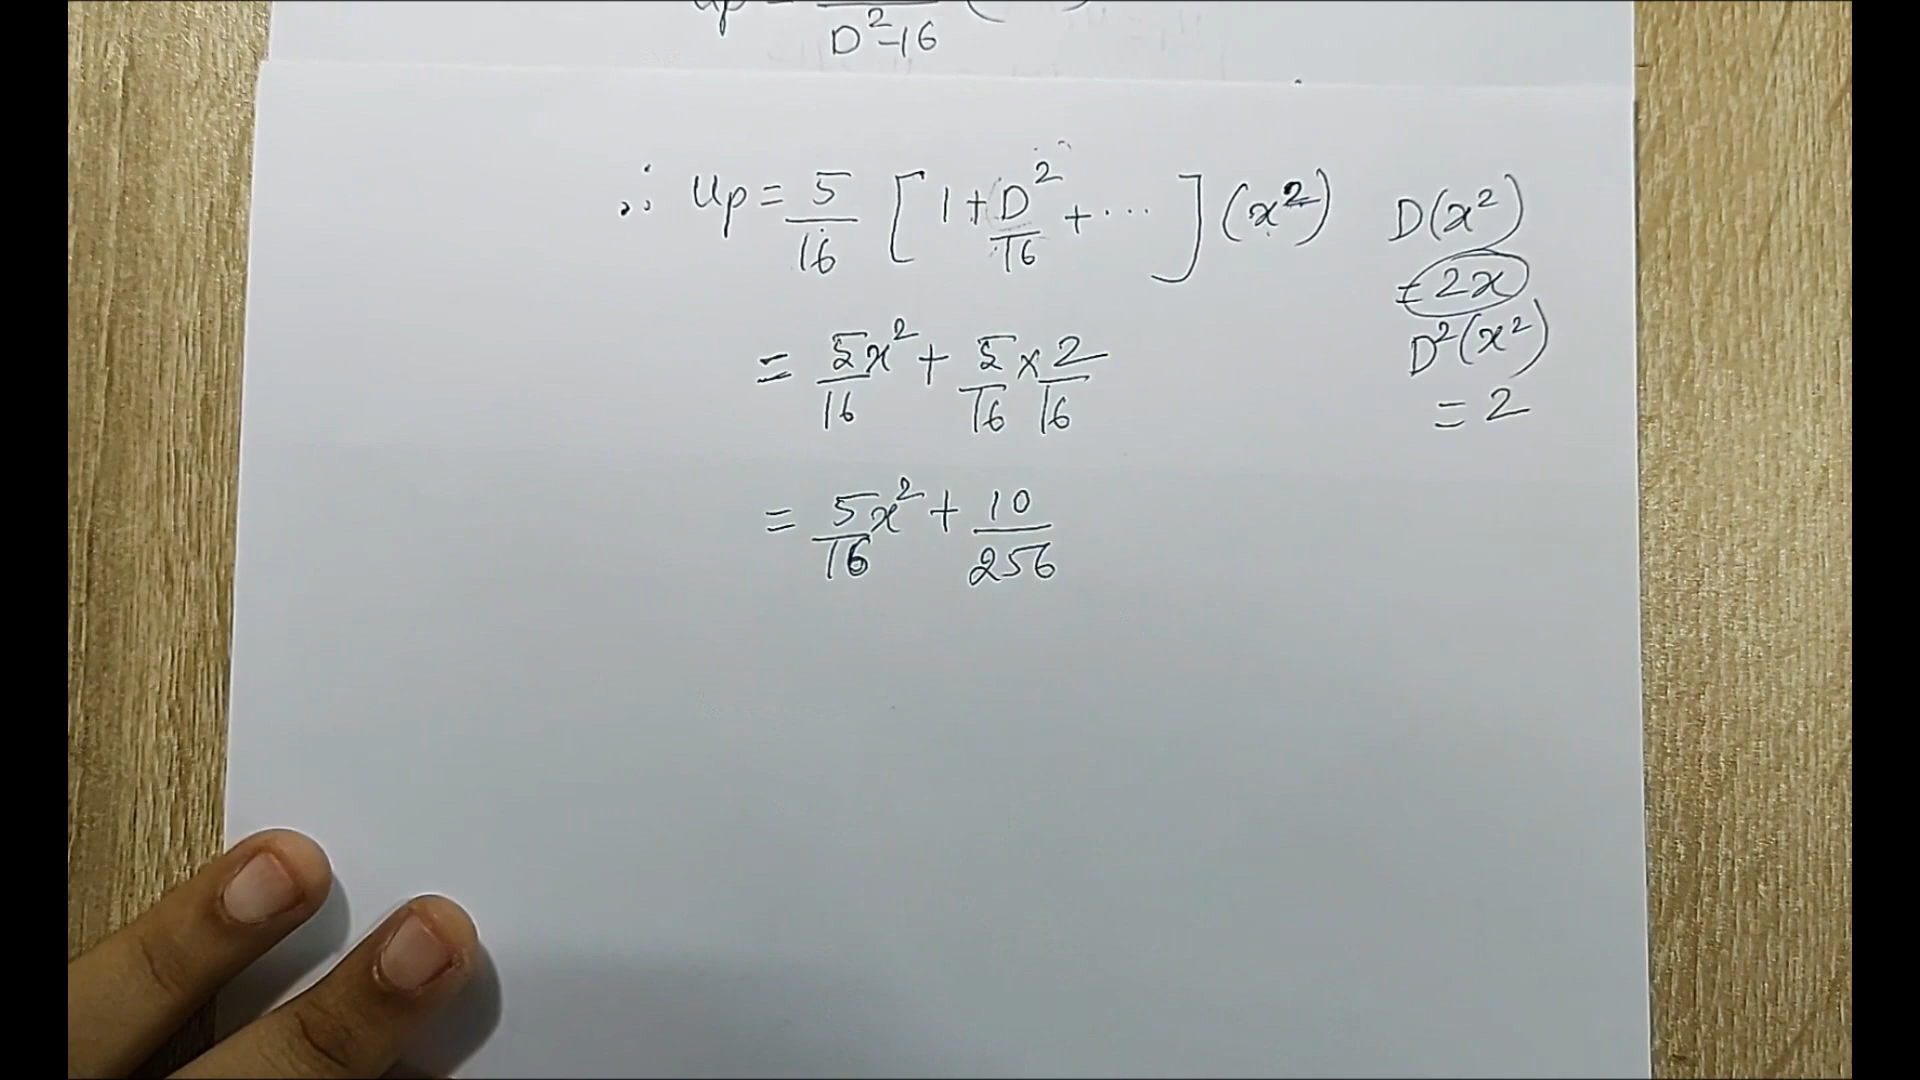 Up =
D²-16
∴ Up = 5/16 [1 + D²/16 + ...] (x²)
= 5/16 x² + 5/16 × 2/16
= 5/16 x² + 10/256
D(x²)
= 2x
D²(x²)
= 2